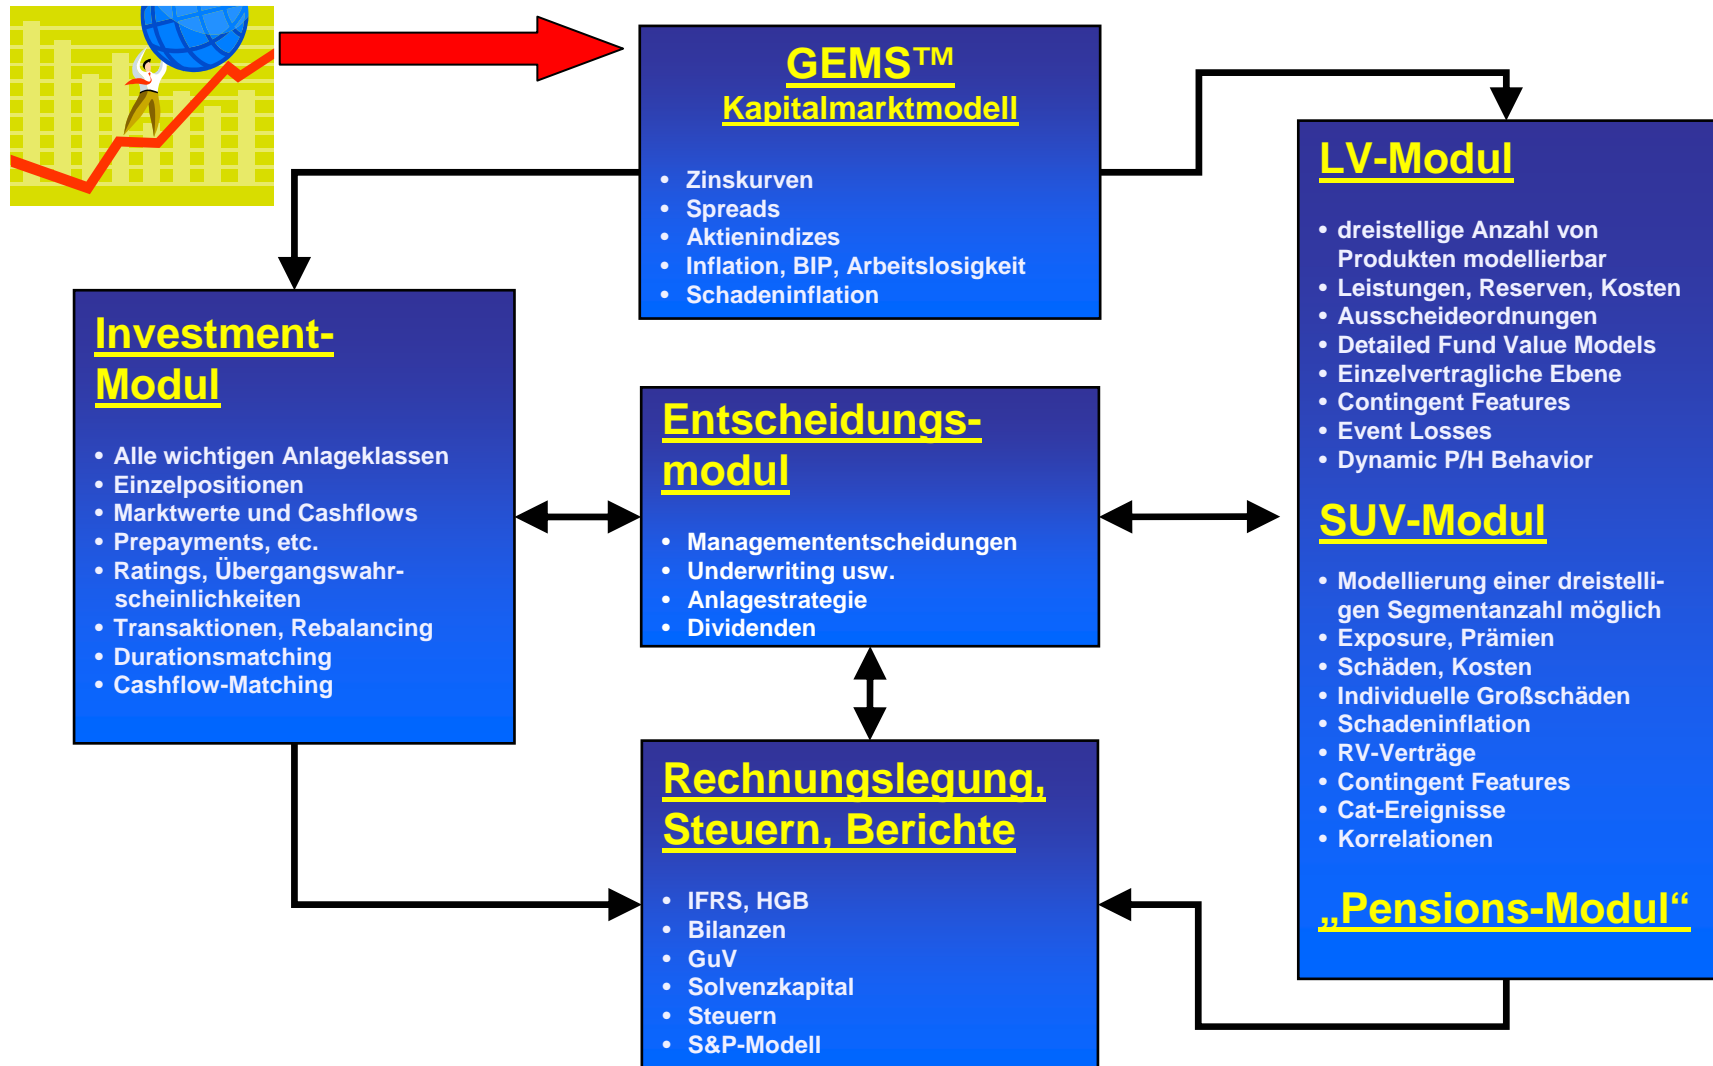 GEMS™
Kapitalmarktmodell
• Zinskurven
• Spreads
• Aktienindizes
• Inflation, BIP, Arbeitslosigkeit
• Schadeninflation
Investment-
Modul
• Alle wichtigen Anlageklassen
• Einzelpositionen
• Marktwerte und Cashflows
• Prepayments, etc.
• Ratings, Übergangswahr-
scheinlichkeiten
• Transaktionen, Rebalancing
• Durationsmatching
• Cashflow-Matching
Entscheidungs-
modul
• Managemententscheidungen
• Underwriting usw.
• Anlagestrategie
• Dividenden
Rechnungslegung,
Steuern, Berichte
• IFRS, HGB
• Bilanzen
• GuV
• Solvenzkapital
• Steuern
• S&P-Modell
LV-Modul
• dreistellige Anzahl von
Produkten modellierbar
• Leistungen, Reserven, Kosten
• Ausscheideordnungen
• Detailed Fund Value Models
• Einzelvertragliche Ebene
• Contingent Features
• Event Losses
• Dynamic P/H Behavior
SUV-Modul
• Modellierung einer dreistelli-
gen Segmentanzahl möglich
• Exposure, Prämien
• Schäden, Kosten
• Individuelle Großschäden
• Schadeninflation
• RV-Verträge
• Contingent Features
• Cat-Ereignisse
• Korrelationen
„Pensions-Modul“